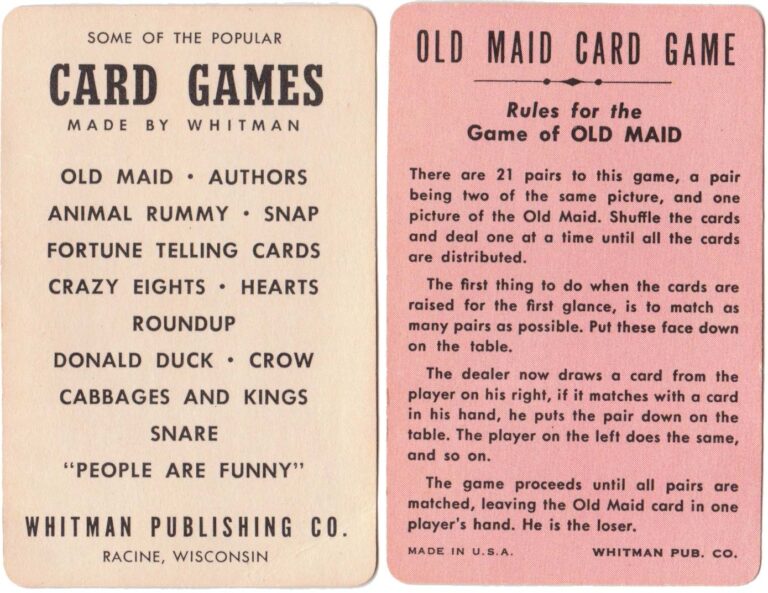 SOME OF THE POPULAR
CARD GAMES
MADE BY WHITMAN
OLD MAID • AUTHORS
ANIMAL RUMMY • SNAP
FORTUNE TELLING CARDS
CRAZY EIGHTS • HEARTS
ROUNDUP
DONALD DUCK • CROW
CABBAGES AND KINGS
SNARE
"PEOPLE ARE FUNNY"
WHITMAN PUBLISHING CO.
RACINE, WISCONSIN
OLD MAID CARD GAME
Rules for the
Game of OLD MAID
There are 21 pairs to this game, a pair
being two of the same picture, and one
picture of the Old Maid. Shuffle the cards
and deal one at a time until all the cards
are distributed.
The first thing to do when the cards are
raised for the first glance, is to match as
many pairs as possible. Put these face down
on the table.
The dealer now draws a card from the
player on his right, if it matches with a card
in his hand, he puts the pair down on the
table. The player on the left does the same,
and so on.
The game proceeds until all pairs are
matched, leaving the Old Maid card in one
player's hand. He is the loser.
MADE IN U.S.A. WHITMAN PUB. CO.